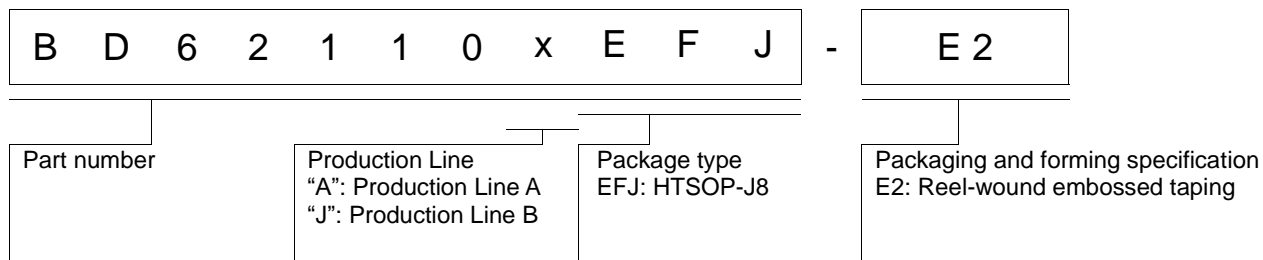 B D 6 2 1 1 0 x E F J - E 2
Part number
Production Line
“A”: Production Line A
“J”: Production Line B
Package type
EFJ: HTSOP-J8
Packaging and forming specification
E2: Reel-wound embossed taping